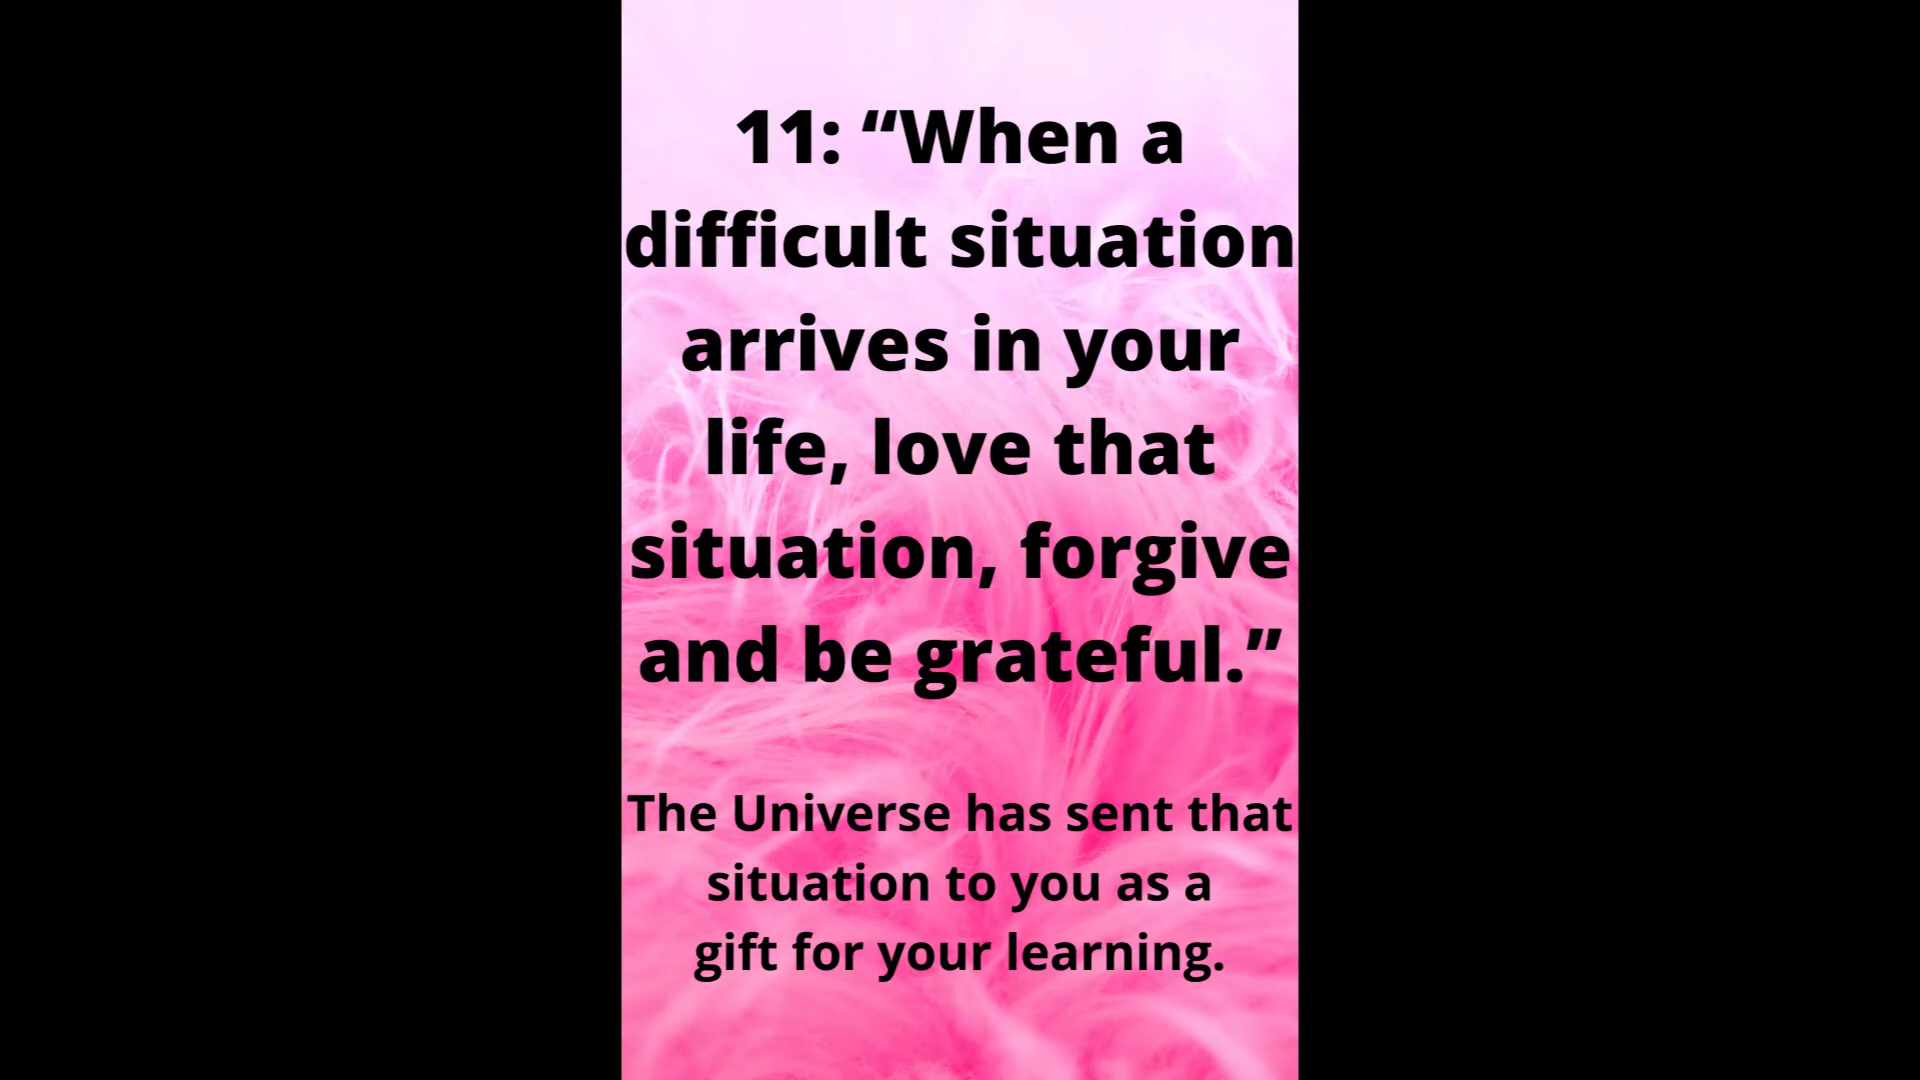 11: “When a
difficult situation
arrives in your
life, love that
situation, forgive
and be grateful.”
The Universe has sent that
situation to you as a
gift for your learning.